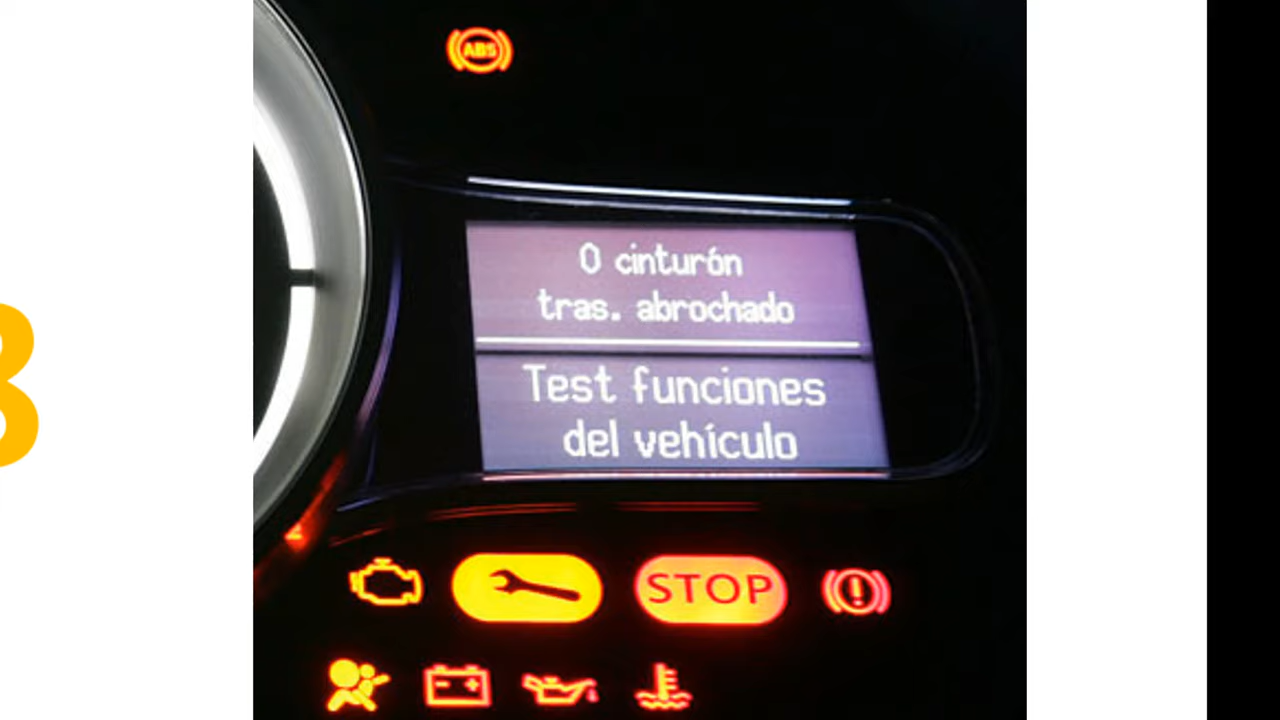 ABS
0 cinturón
tras. abrochado
Test funciones
del vehículo
STOP